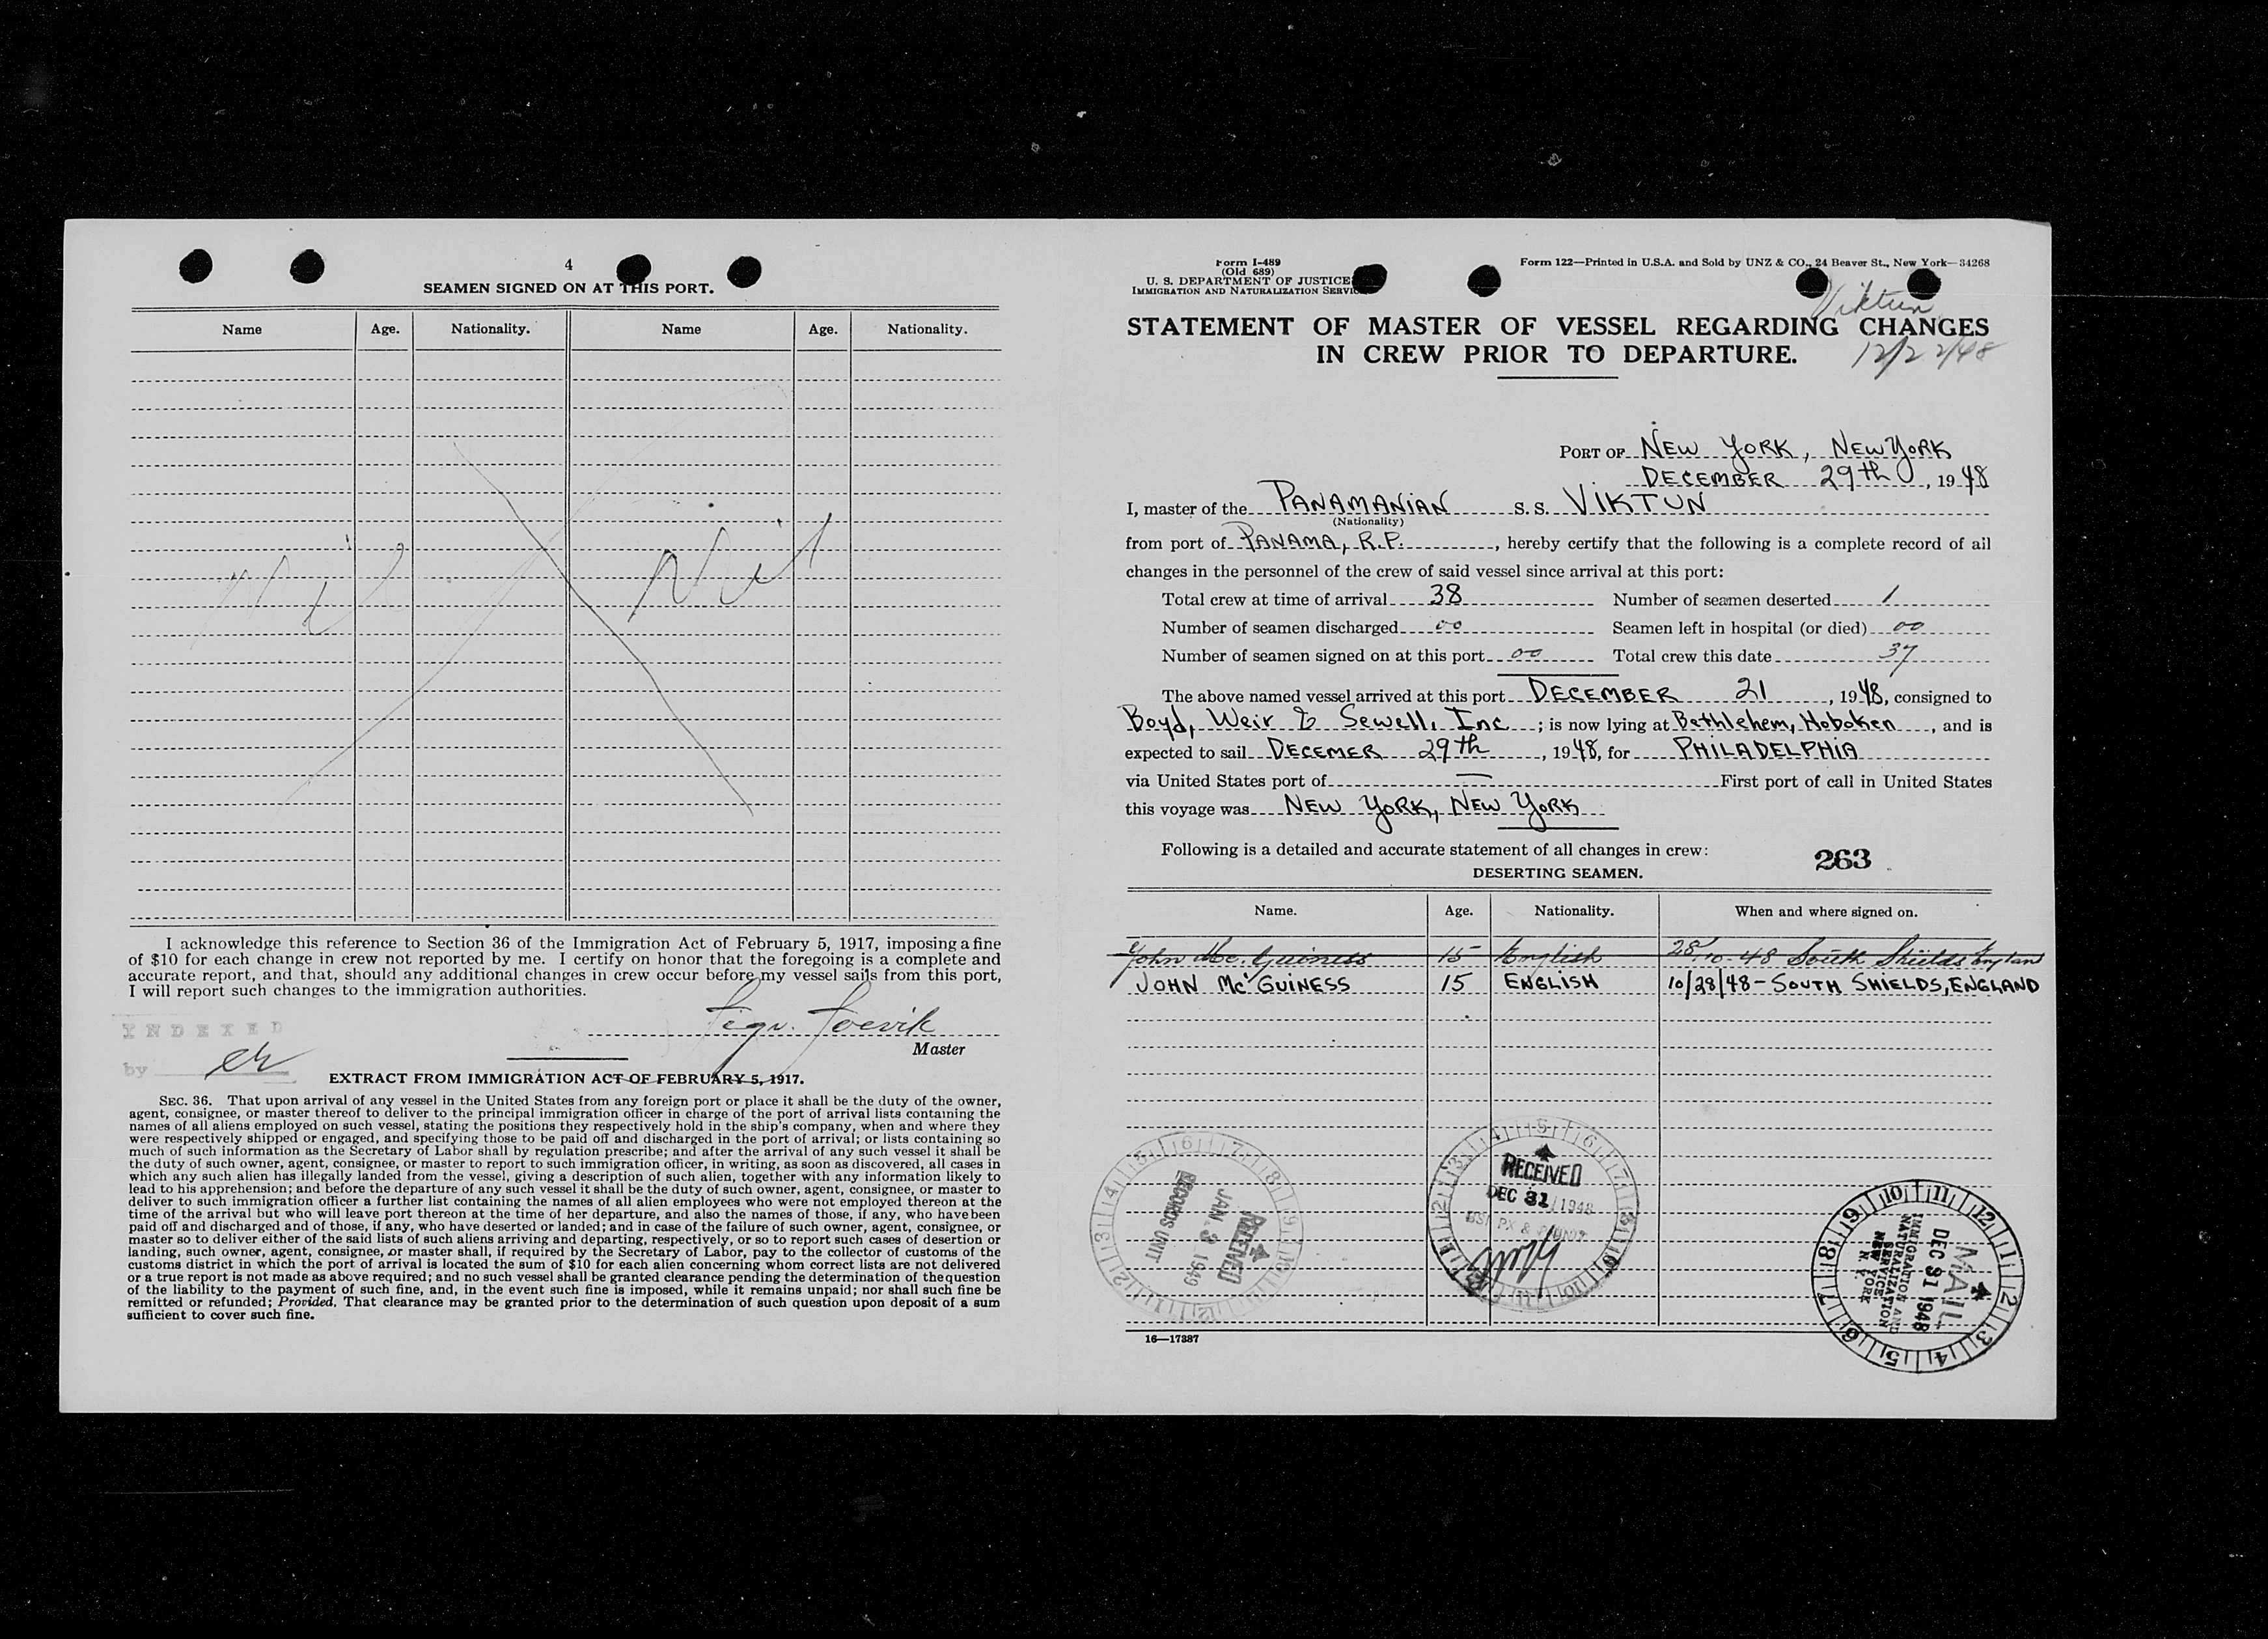 4
SEAMEN SIGNED ON AT THIS PORT.
Name Age. Nationality. Name Age. Nationality.
Nil Nil
I acknowledge this reference to Section 36 of the Immigration Act of February 5, 1917, imposing a fine
of $10 for each change in crew not reported by me. I certify on honor that the foregoing is a complete and
accurate report, and that, should any additional changes in crew occur before my vessel sails from this port,
I will report such changes to the immigration authorities.
INDEXED
by er
Master
EXTRACT FROM IMMIGRATION ACT OF FEBRUARY 5, 1917.
SEC. 36. That upon arrival of any vessel in the United States from any foreign port or place it shall be the duty of the owner,
agent, consignee, or master thereof to deliver to the principal immigration officer in charge of the port of arrival lists containing the
names of all aliens employed on such vessel, stating the positions they respectively hold in the ship's company, when and where they
were respectively shipped or engaged, and specifying those to be paid off and discharged in the port of arrival; or lists containing so
much of such information as the Secretary of Labor shall by regulation prescribe; and after the arrival of any such vessel it shall be
the duty of such owner, agent, consignee, or master to report to such immigration officer, in writing, as soon as discovered, all cases in
which any such alien has illegally landed from the vessel, giving a description of such alien, together with any information likely to
lead to his apprehension; and before the departure of any such vessel it shall be the duty of such owner, agent, consignee, or master to
deliver to such immigration officer a further list containing the names of all alien employees who were not employed thereon at the
time of the arrival but who will leave port thereon at the time of her departure, and also the names of those, if any, who have been
paid off and discharged and of those, if any, who have deserted or landed; and in case of the failure of such owner, agent, consignee, or
master so to deliver either of the said lists of such aliens arriving and departing, respectively, or so to report such cases of desertion or
landing, such owner, agent, consignee, or master shall, if required by the Secretary of Labor, pay to the collector of customs of the
customs district in which the port of arrival is located the sum of $10 for each alien concerning whom correct lists are not delivered
or a true report is not made as above required; and no such vessel shall be granted clearance pending the determination of the question
of the liability to the payment of such fine, and, in the event such fine is imposed, while it remains unpaid; nor shall such fine be
remitted or refunded; Provided, That clearance may be granted prior to the determination of such question upon deposit of a sum
sufficient to cover such fine.
Form I-489
(Old 689)
U. S. DEPARTMENT OF JUSTICE
IMMIGRATION AND NATURALIZATION SERVICE
Form 122—Printed in U.S.A. and Sold by UNZ & CO., 24 Beaver St., New York—34268
Viktun
STATEMENT OF MASTER OF VESSEL REGARDING CHANGES
IN CREW PRIOR TO DEPARTURE.
12/22/48
PORT OF NEW YORK, NEW YORK
DECEMBER 29th, 1948
I, master of the PANAMANIAN S. S. VIKTUN
(Nationality)
from port of PANAMA, R.P., hereby certify that the following is a complete record of all
changes in the personnel of the crew of said vessel since arrival at this port:
Total crew at time of arrival 38 Number of seamen deserted 1
Number of seamen discharged 00 Seamen left in hospital (or died) 00
Number of seamen signed on at this port 00 Total crew this date 37
The above named vessel arrived at this port DECEMBER 21, 1948, consigned to
Boyd, Weir & Sewell, Inc; is now lying at Bethlehem, Hoboken, and is
expected to sail DECEMER 29th, 1948, for PHILADELPHIA
via United States port of — First port of call in United States
this voyage was NEW YORK, NEW YORK
Following is a detailed and accurate statement of all changes in crew:
263
DESERTING SEAMEN.
Name. Age. Nationality. When and where signed on.
John Mc. Guiness 15 English 28/10-48 South Shields Englan
JOHN Mc GUINESS 15 ENGLISH 10/28/48-SOUTH SHIELDS, ENGLAND
RECEIVED
JAN 3 1949
RECORDS UNIT
RECEIVED
DEC 31 1948
MAIL
DEC 31 1948
IMMIGRATION AND
NATURALIZATION
SERVICE
NEW YORK
N. Y.
16—17387